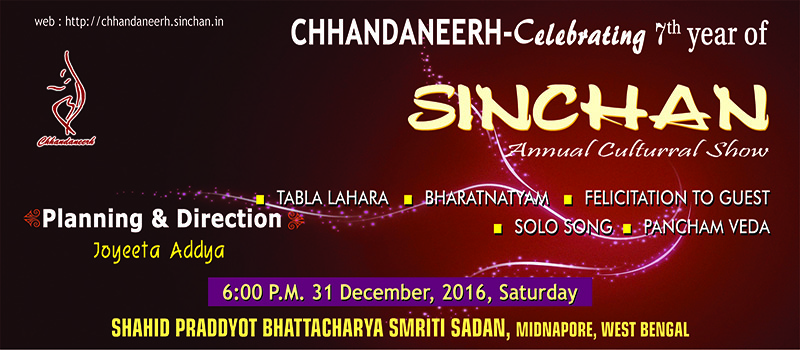 web : http://chhandaneerh.sinchan.in
CHHANDANEERH-Celebrating 7th year of
SINCHAN
Annual Culturral Show
Chhandaneerh
TABLA LAHARA BHARATNATYAM FELICITATION TO GUEST
SOLO SONG PANCHAM VEDA
Planning & Direction
Joyeeta Addya
6:00 P.M. 31 December, 2016, Saturday
SHAHID PRADDYOT BHATTACHARYA SMRITI SADAN, MIDNAPORE, WEST BENGAL